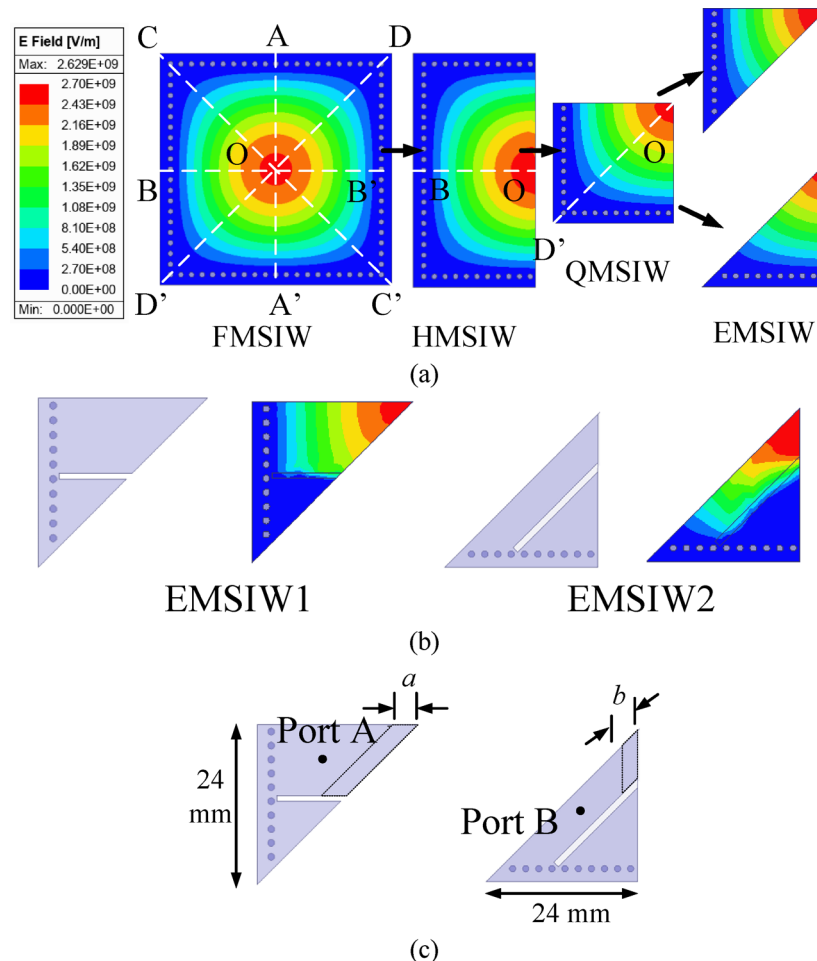 E Field [V/m]
Max: 2.629E+09
2.70E+09
2.43E+09
2.16E+09
1.89E+09
1.62E+09
1.35E+09
1.08E+09
8.10E+08
5.40E+08
2.70E+08
0.00E+00
Min: 0.000E+00
C A D
O
B B'
D' A' C'
FMSIW
B O
HMSIW
O
D'
QMSIW
EMSIW
(a)
EMSIW1
EMSIW2
(b)
a
Port A
24
mm
b
Port B
24 mm
(c)